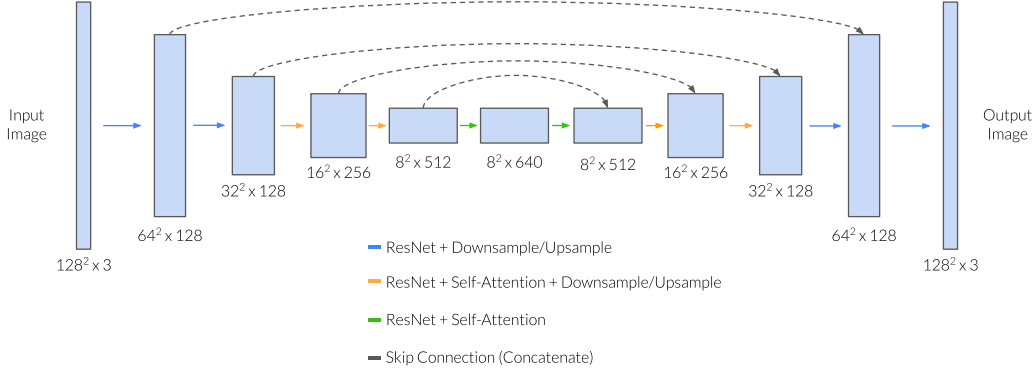 Input
Image
128² x 3
64² x 128
32² x 128
16² x 256
8² x 512
8² x 640
8² x 512
16² x 256
32² x 128
64² x 128
128² x 3
Output
Image
ResNet + Downsample/Upsample
ResNet + Self-Attention + Downsample/Upsample
ResNet + Self-Attention
Skip Connection (Concatenate)